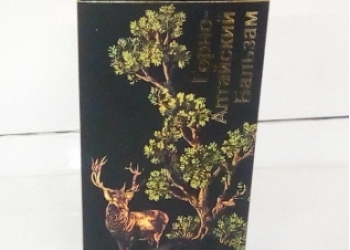 Горно-
Алтайский
Бальзам